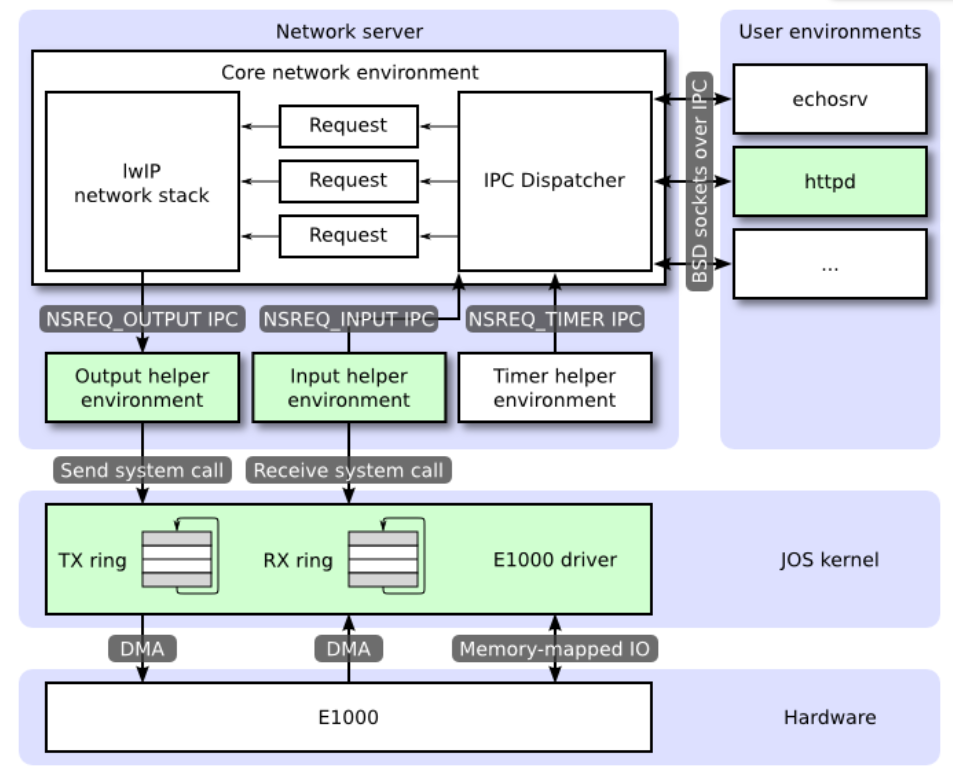 Network server
User environments
Core network environment
lwIP
network stack
Request
Request
Request
IPC Dispatcher
BSD sockets over IPC
echosrv
httpd
...
NSREQ_OUTPUT IPC
NSREQ_INPUT IPC
NSREQ_TIMER IPC
Output helper
environment
Input helper
environment
Timer helper
environment
Send system call
Receive system call
TX ring
RX ring
E1000 driver
JOS kernel
DMA
DMA
Memory-mapped IO
E1000
Hardware